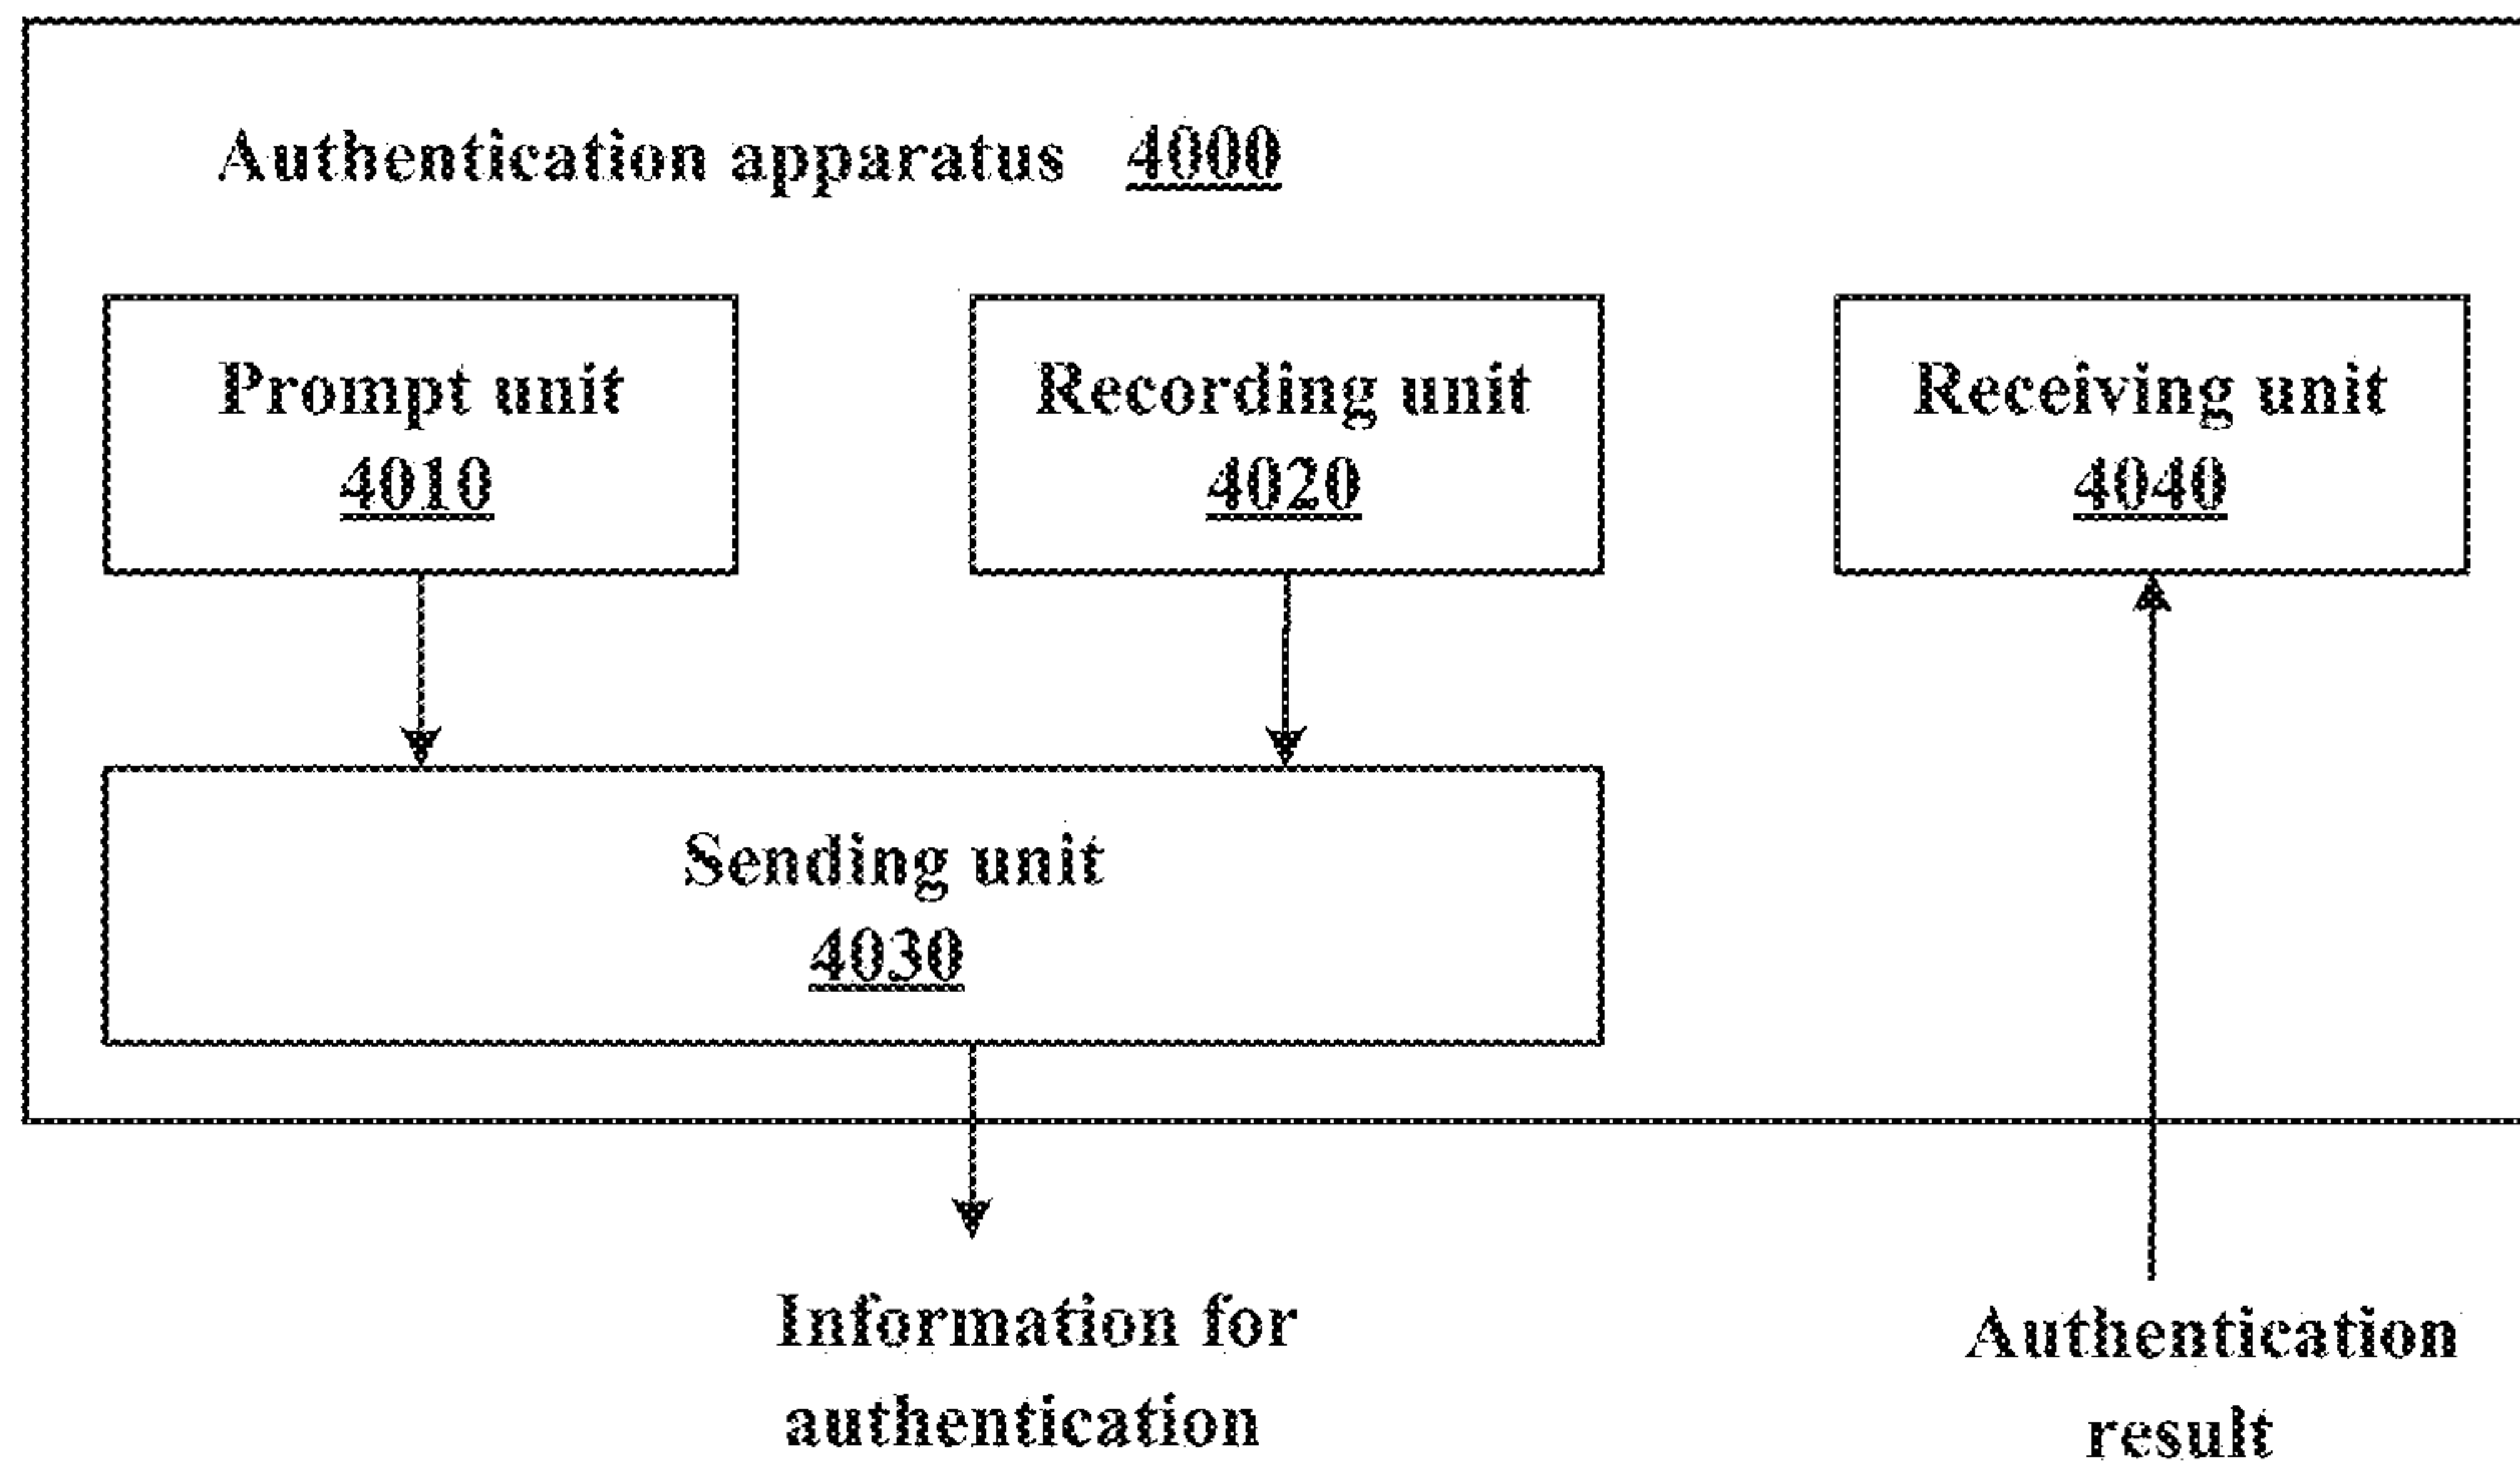 Authentication apparatus 4000
Prompt unit
4010
Recording unit
4020
Receiving unit
4040
Sending unit
4030
Information for
authentication
Authentication
result